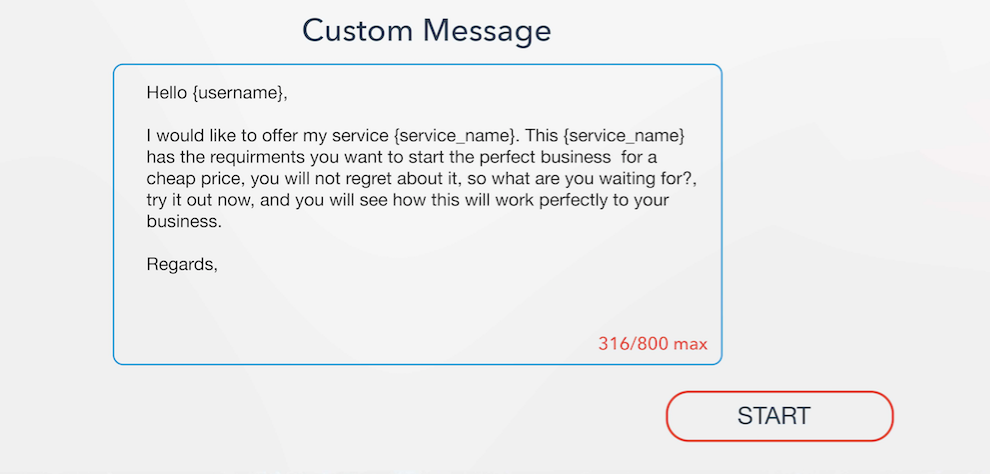 Custom Message
Hello {username},
I would like to offer my service {service_name}. This {service_name}
has the requirments you want to start the perfect business  for a
cheap price, you will not regret about it, so what are you waiting for?,
try it out now, and you will see how this will work perfectly to your
business.
Regards,
316/800 max
START